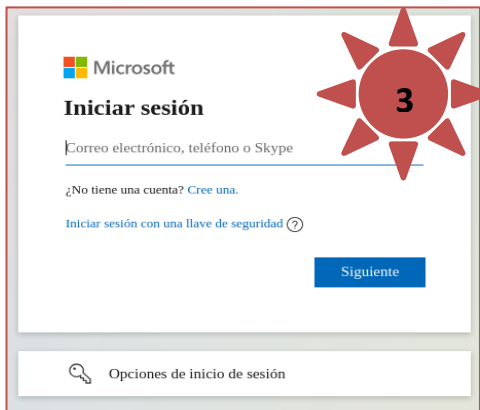 Microsoft
3
Iniciar sesión
Correo electrónico, teléfono o Skype
¿No tiene una cuenta? Cree una.
Iniciar sesión con una llave de seguridad ?
Siguiente
Opciones de inicio de sesión